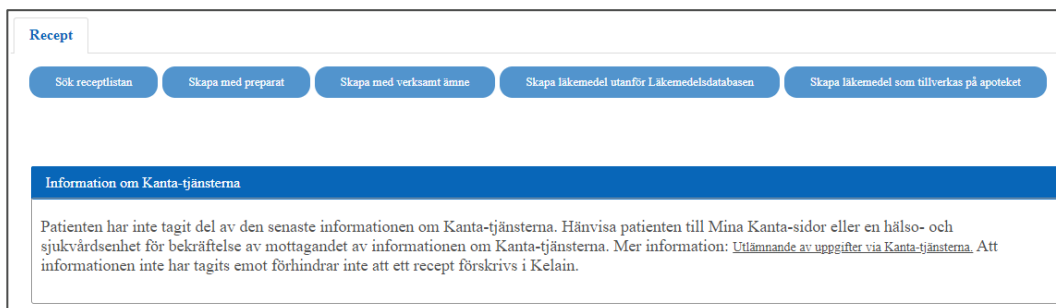 Recept
Sök receptlistan Skapa med preparat Skapa med verksamt ämne Skapa läkemedel utanför Läkemedelsdatabasen Skapa läkemedel som tillverkas på apoteket
Information om Kanta-tjänsterna
Patienten har inte tagit del av den senaste informationen om Kanta-tjänsterna. Hänvisa patienten till Mina Kanta-sidor eller en hälso- och
sjukvårdsenhet för bekräftelse av mottagandet av informationen om Kanta-tjänsterna. Mer information: Utlämnande av uppgifter via Kanta-tjänsterna. Att
informationen inte har tagits emot förhindrar inte att ett recept förskrivs i Kelain.